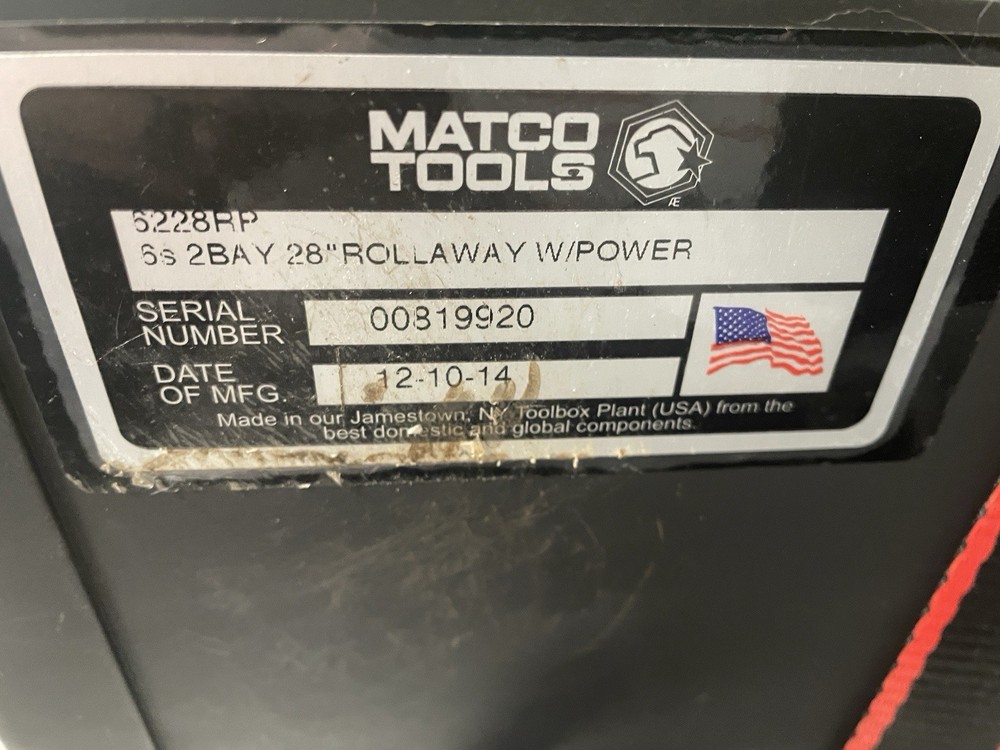 MATCO
TOOLS
Æ
6228RP
6s 2BAY 28"ROLLAWAY W/POWER
SERIAL
NUMBER
00819920
DATE
OF MFG.
12-10-14
Made in our Jamestown, NY Toolbox Plant (USA) from the
best domestic and global components.